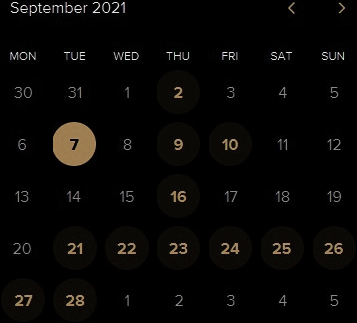 September 2021 < >
MON TUE WED THU FRI SAT SUN
30 31 1 2 3 4 5
6 7 8 9 10 11 12
13 14 15 16 17 18 19
20 21 22 23 24 25 26
27 28 1 2 3 4 5